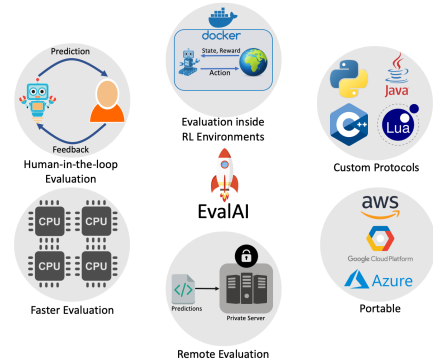 Prediction
Feedback
Human-in-the-loop
Evaluation
docker
State, Reward
Action
Evaluation inside
RL Environments
Java
C++
Lua
Custom Protocols
EvalAI
CPU
CPU
CPU
CPU
Faster Evaluation
Predictions
Private Server
Remote Evaluation
aws
Google Cloud Platform
Azure
Portable